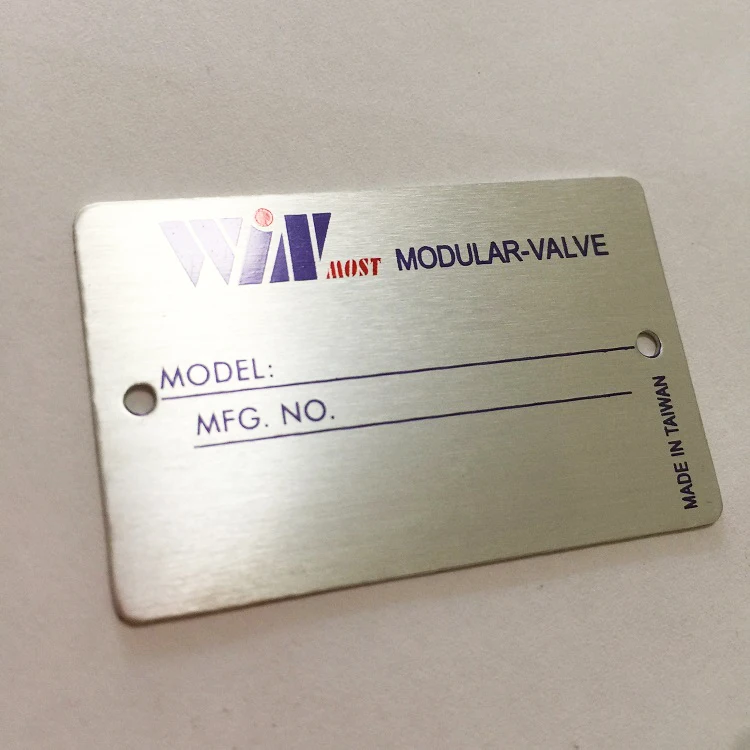 WiN MOST MODULAR-VALVE
MODEL:
MFG. NO.
MADE IN TAIWAN